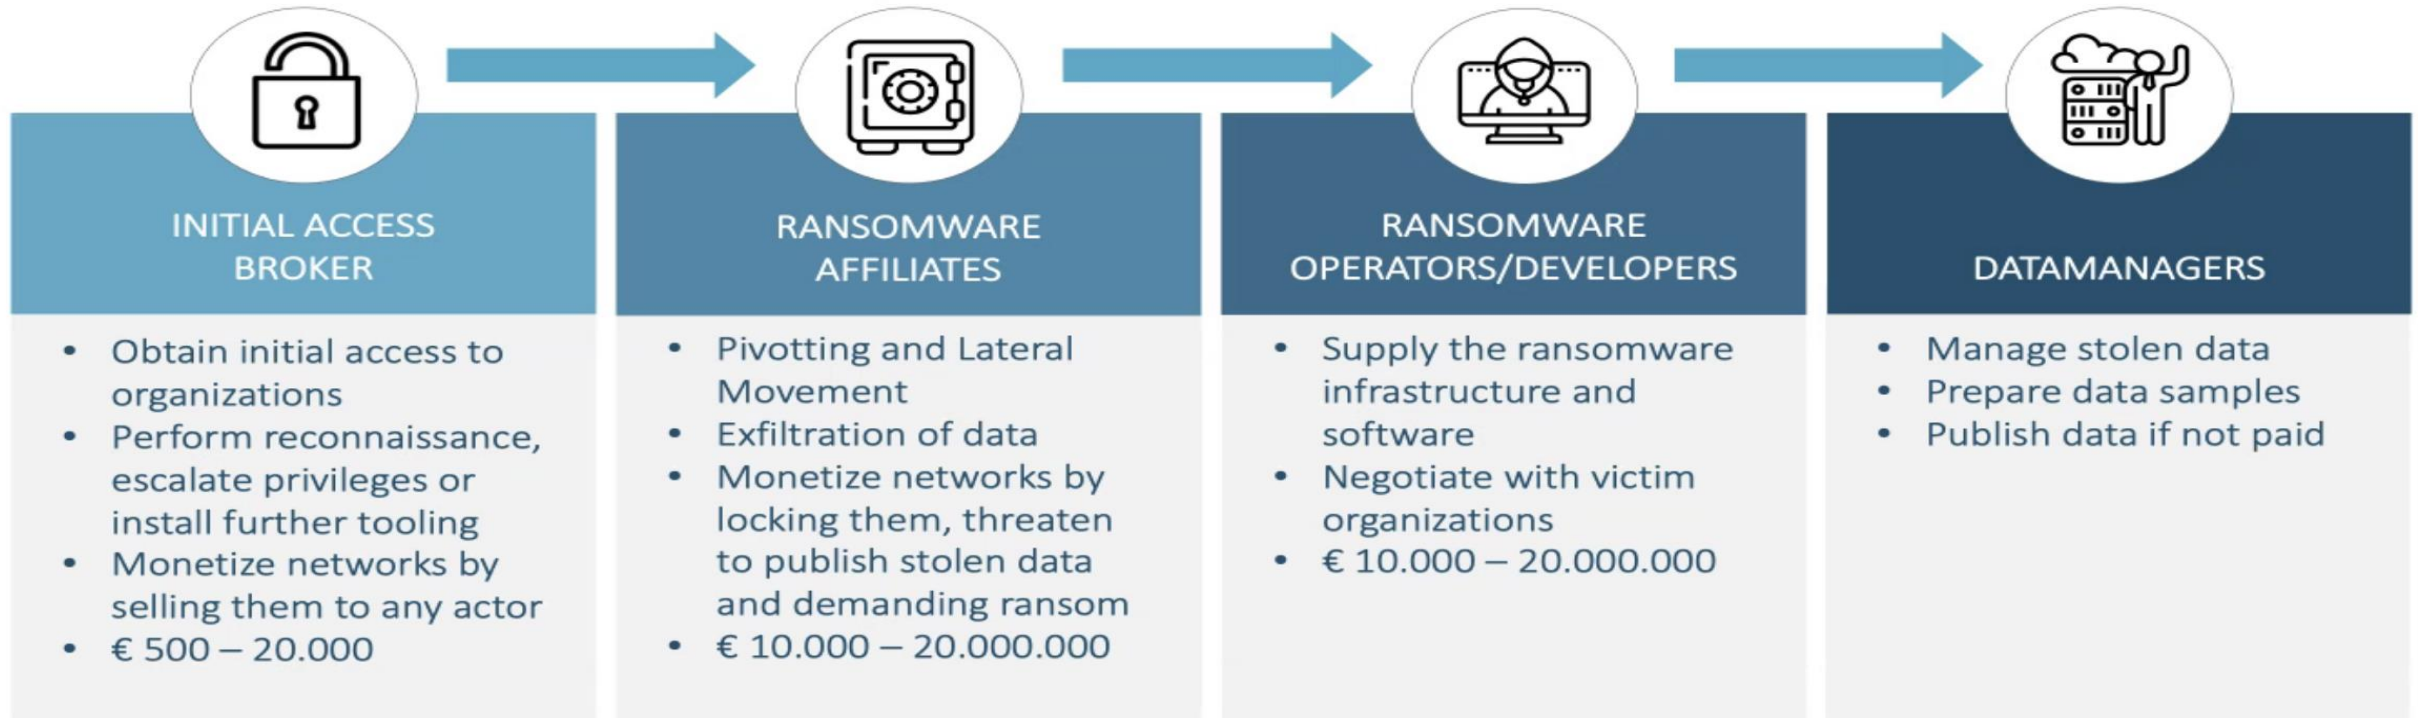 INITIAL ACCESS
BROKER
• Obtain initial access to
organizations
• Perform reconnaissance,
escalate privileges or
install further tooling
• Monetize networks by
selling them to any actor
• € 500 – 20.000
RANSOMWARE
AFFILIATES
• Pivotting and Lateral
Movement
• Exfiltration of data
• Monetize networks by
locking them, threaten
to publish stolen data
and demanding ransom
• € 10.000 – 20.000.000
RANSOMWARE
OPERATORS/DEVELOPERS
• Supply the ransomware
infrastructure and
software
• Negotiate with victim
organizations
• € 10.000 – 20.000.000
DATAMANAGERS
• Manage stolen data
• Prepare data samples
• Publish data if not paid